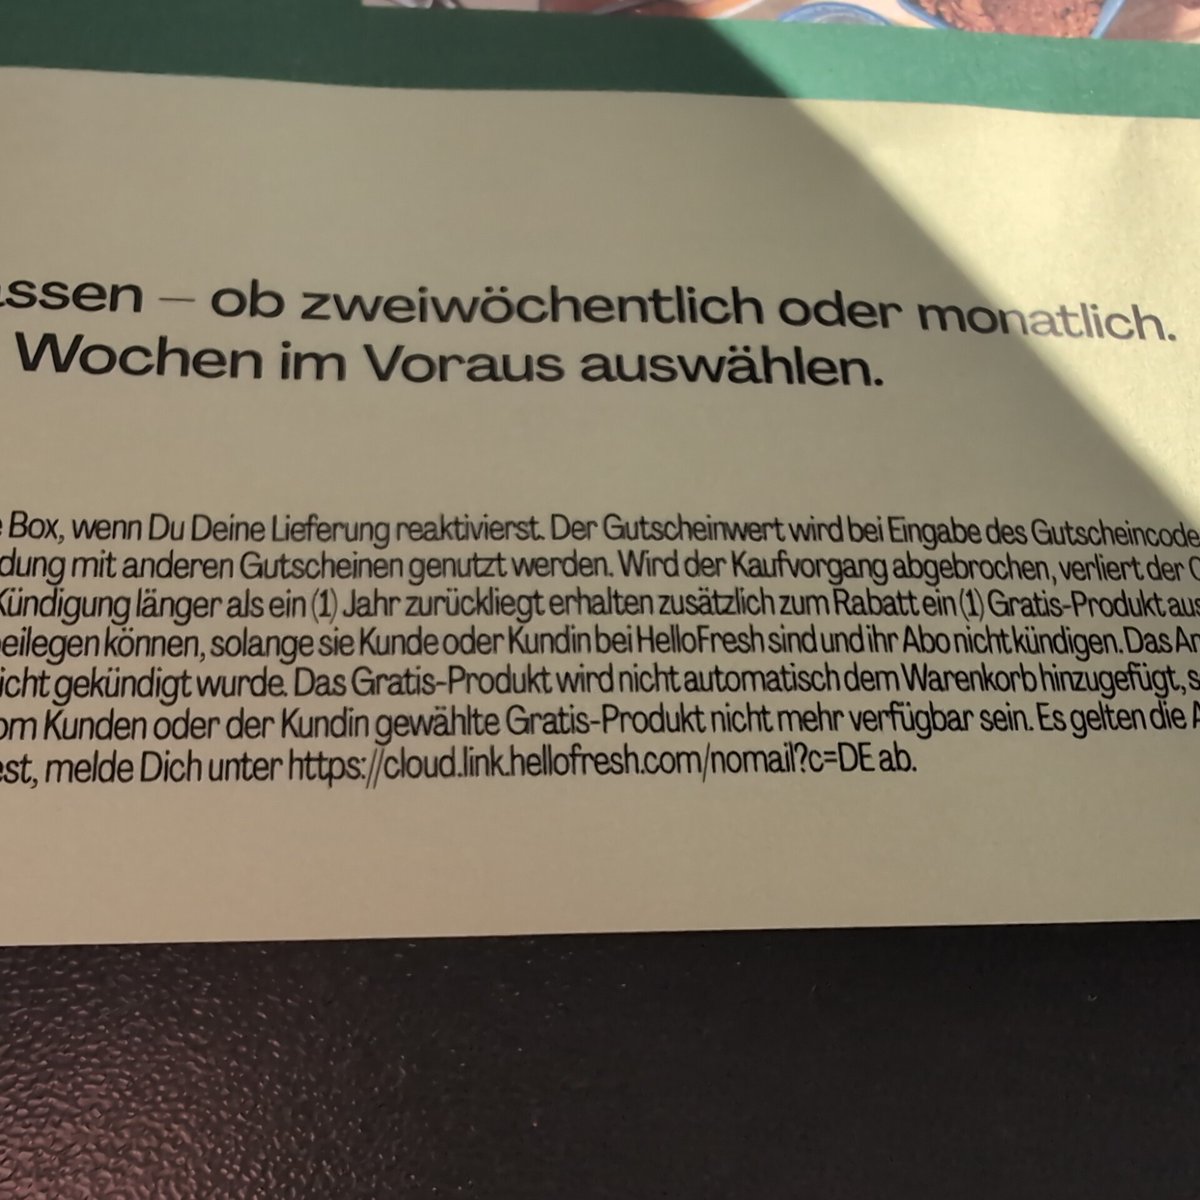 ssen – ob zweiwöchentlich oder monatlich.
Wochen im Voraus auswählen.
Box, wenn Du Deine Lieferung reaktivierst. Der Gutscheinwert wird bei Eingabe des Gutscheincode
dung mit anderen Gutscheinen genutzt werden. Wird der Kaufvorgang abgebrochen, verliert der
Kündigung länger als ein (1) Jahr zurückliegt erhalten zusätzlich zum Rabatt ein (1) Gratis-Produkt aus
eilegen können, solange sie Kunde oder Kundin bei HelloFresh sind und ihr Abo nicht kündigen. Das
icht gekündigt wurde. Das Gratis-Produkt wird nicht automatisch dem Warenkorb hinzugefügt, s
om Kunden oder der Kundin gewählte Gratis-Produkt nicht mehr verfügbar sein. Es gelten die
est, melde Dich unter https://cloud.link.hellofresh.com/nomail?c=DE ab.